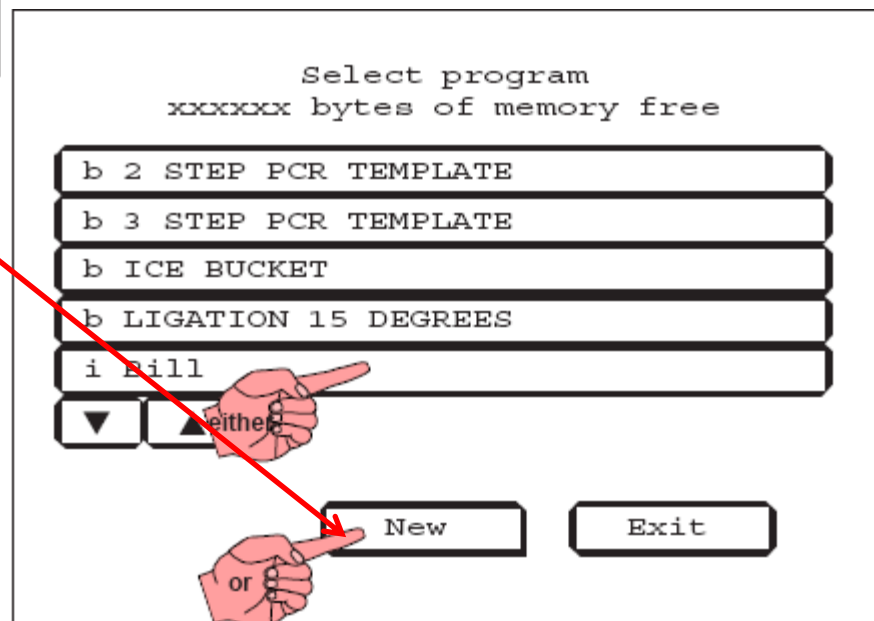 Select program
xxxxxx bytes of memory free
b 2 STEP PCR TEMPLATE
b 3 STEP PCR TEMPLATE
b ICE BUCKET
b LIGATION 15 DEGREES
i Bill
▼ ▲ either
New Exit
or